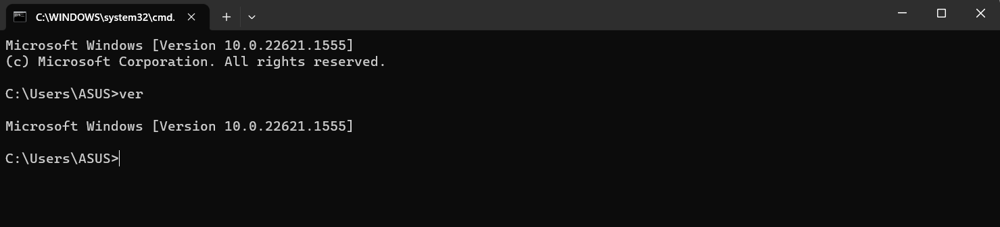 C:\WINDOWS\system32\cmd.
Microsoft Windows [Version 10.0.22621.1555]
(c) Microsoft Corporation. All rights reserved.
C:\Users\ASUS>ver
Microsoft Windows [Version 10.0.22621.1555]
C:\Users\ASUS>